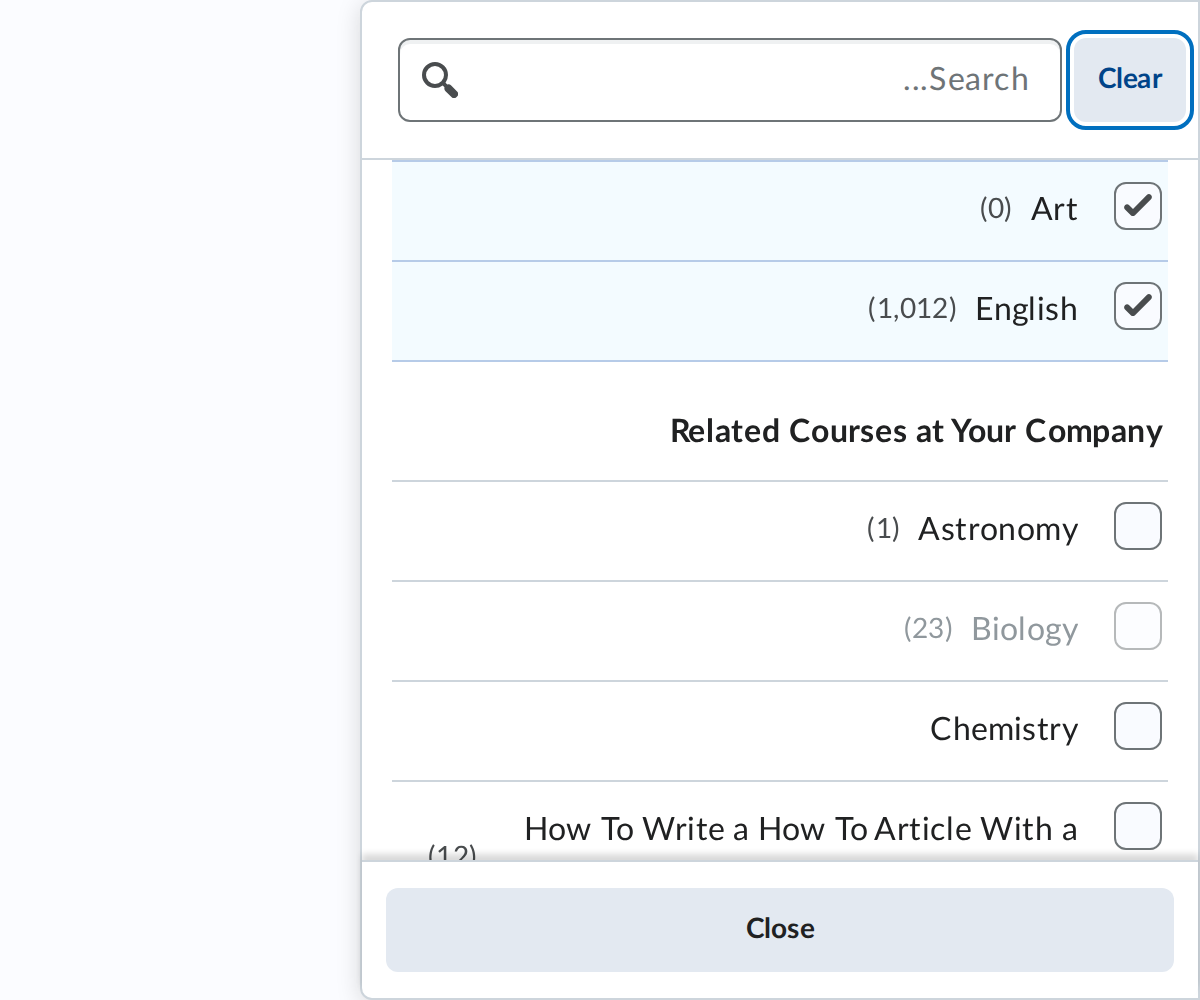 ...Search
Clear
Art (0)
English (1,012)
Related Courses at Your Company
Astronomy (1)
Biology (23)
Chemistry
How To Write a How To Article With a
(12)
Close